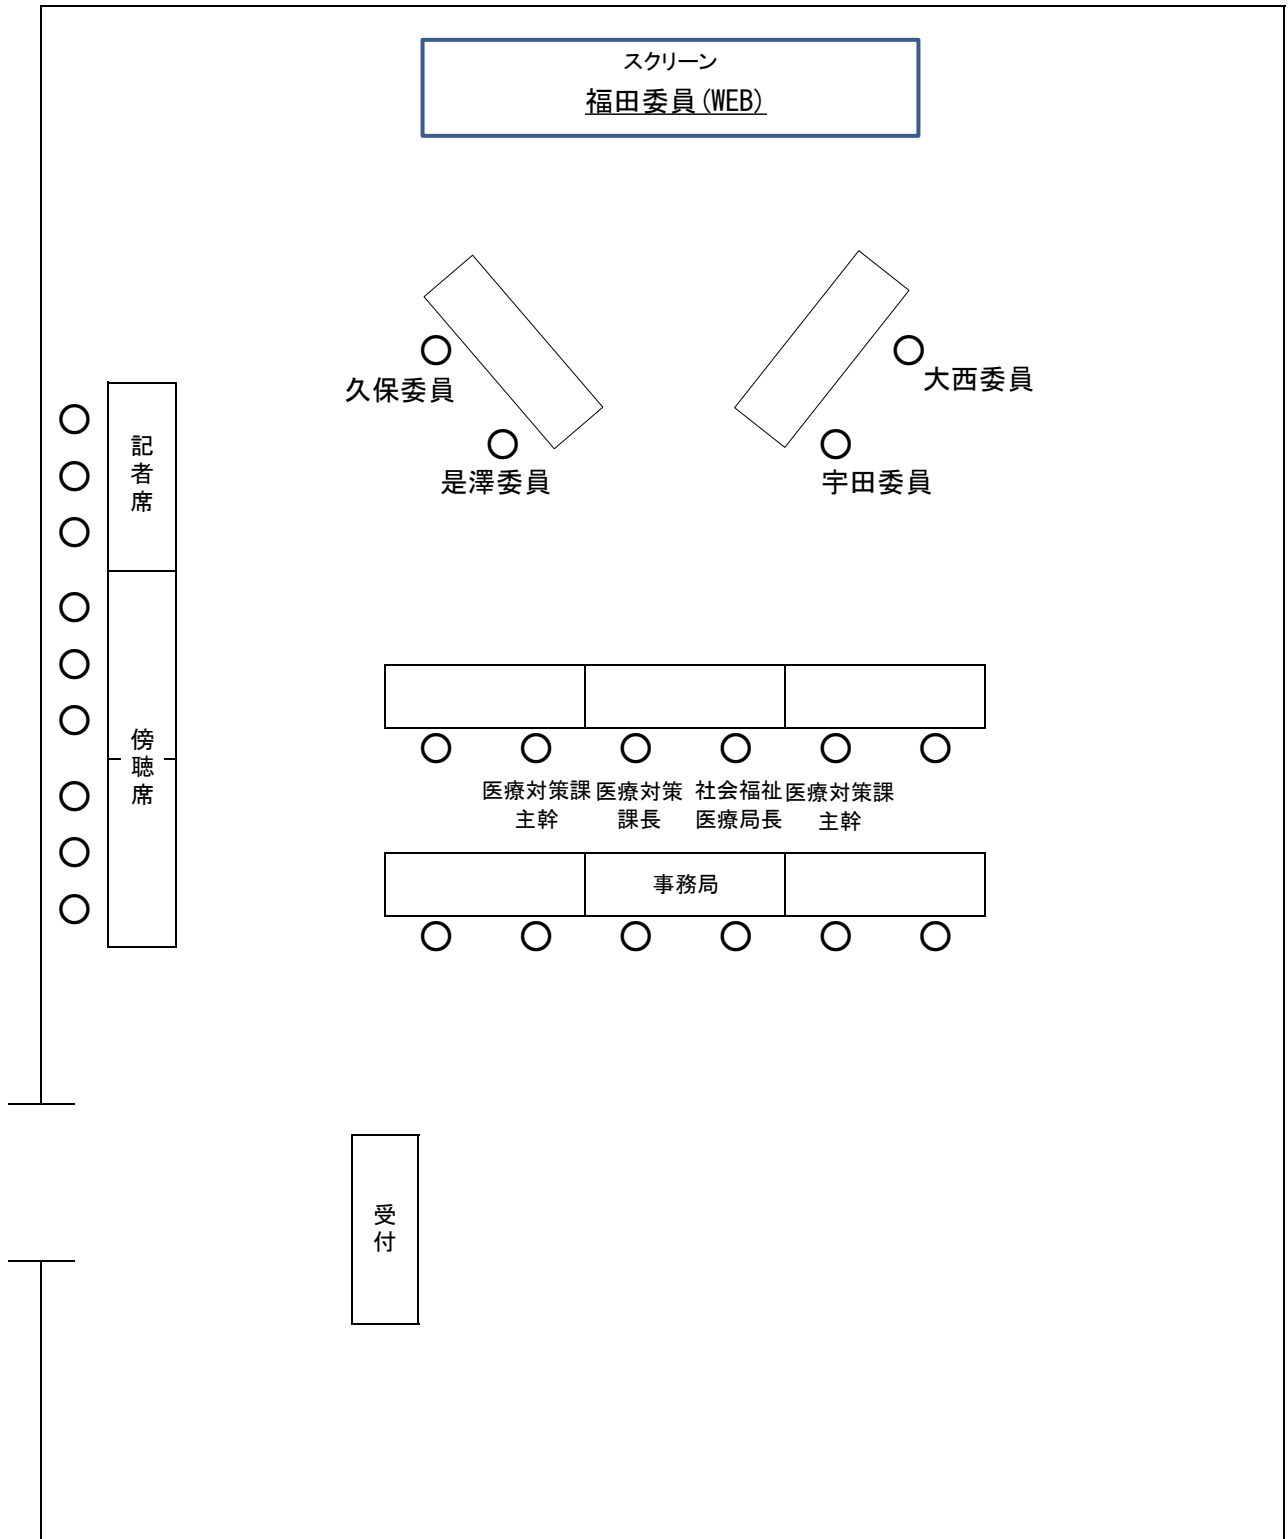 スクリーン
福田委員(WEB)
久保委員
大西委員
是澤委員
宇田委員
記者席
傍聴席
医療対策課
主幹
医療対策
課長
社会福祉
医療局長
医療対策課
主幹
事務局
受付